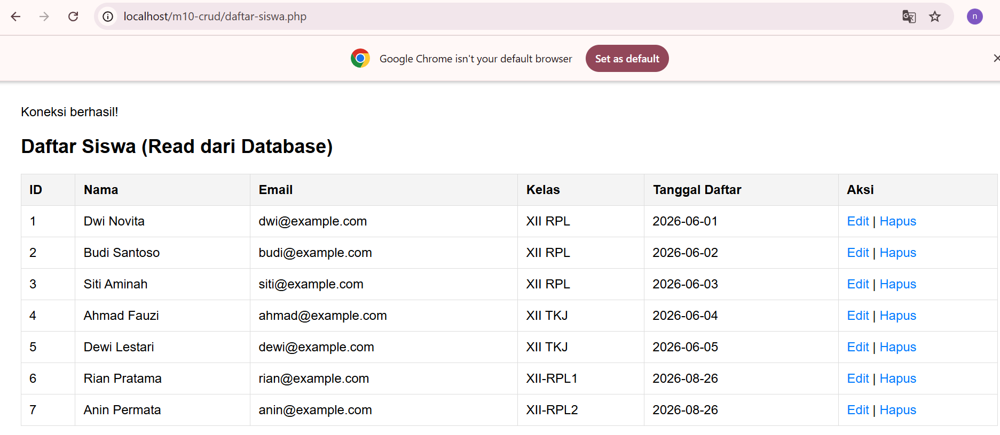 localhost/m10-crud/daftar-siswa.php
n
Google Chrome isn't your default browser Set as default
Koneksi berhasil!
Daftar Siswa (Read dari Database)
ID Nama Email Kelas Tanggal Daftar Aksi
1 Dwi Novita dwi@example.com XII RPL 2026-06-01 Edit | Hapus
2 Budi Santoso budi@example.com XII RPL 2026-06-02 Edit | Hapus
3 Siti Aminah siti@example.com XII RPL 2026-06-03 Edit | Hapus
4 Ahmad Fauzi ahmad@example.com XII TKJ 2026-06-04 Edit | Hapus
5 Dewi Lestari dewi@example.com XII TKJ 2026-06-05 Edit | Hapus
6 Rian Pratama rian@example.com XII-RPL1 2026-08-26 Edit | Hapus
7 Anin Permata anin@example.com XII-RPL2 2026-08-26 Edit | Hapus